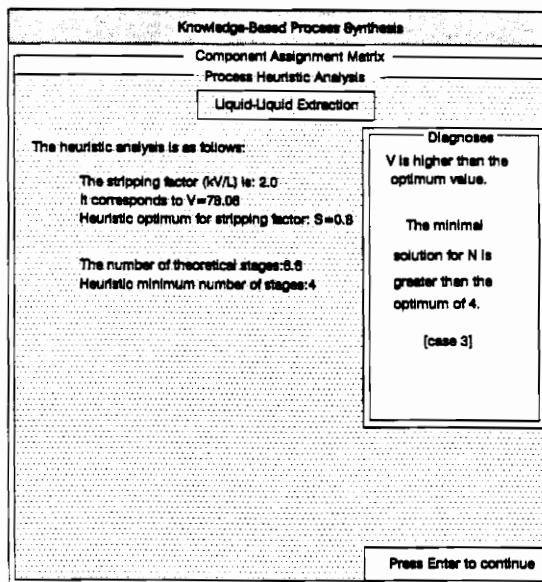 Knowledge-Based Process Synthesis
Component Assignment Matrix
Process Heuristic Analysis
Liquid-Liquid Extraction
The heuristic analysis is as follows:
The stripping factor (kV/L) is: 2.0
It corresponds to V=78.06
Heuristic optimum for stripping factor: S=0.8
The number of theoretical stages:6.6
Heuristic minimum number of stages:4
Diagnoses
V is higher than the
optimum value.
The minimal
solution for N is
greater than the
optimum of 4.
[case 3]
Press Enter to continue